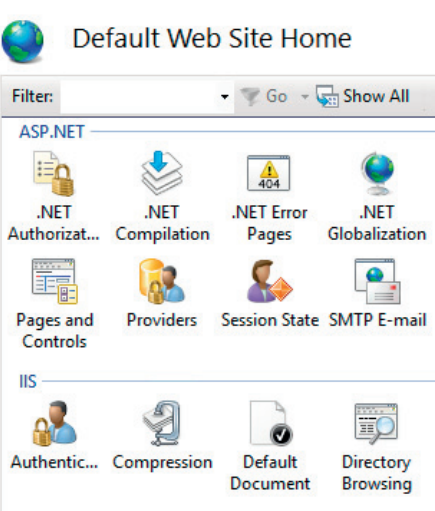 Default Web Site Home
Filter: Go Show All
ASP.NET
.NET Authorizat...
.NET Compilation
404
.NET Error Pages
.NET Globalization
Pages and Controls
Providers
Session State
SMTP E-mail
IIS
Authentic...
Compression
Default Document
Directory Browsing